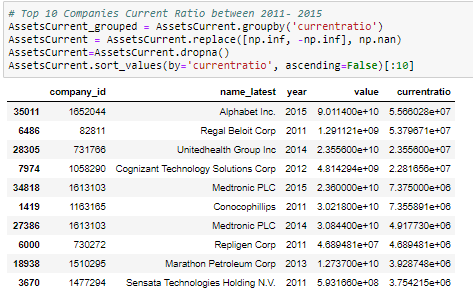 # Top 10 Companies Current Ratio between 2011- 2015
AssetsCurrent_grouped = AssetsCurrent.groupby('currentratio')
AssetsCurrent = AssetsCurrent.replace([np.inf, -np.inf], np.nan)
AssetsCurrent=AssetsCurrent.dropna()
AssetsCurrent.sort_values(by='currentratio', ascending=False)[:10]
company_id name_latest year value currentratio
35011 1652044 Alphabet Inc. 2015 9.011400e+10 5.566028e+07
6486 82811 Regal Beloit Corp 2011 1.291121e+09 5.379671e+07
28305 731766 Unitedhealth Group Inc 2014 2.355600e+10 2.355600e+07
7974 1058290 Cognizant Technology Solutions Corp 2012 4.814294e+09 2.281656e+07
34818 1613103 Medtronic PLC 2015 2.360000e+10 7.375000e+06
1419 1163165 Conocophillips 2011 3.021800e+10 7.355891e+06
27386 1613103 Medtronic PLC 2014 3.084400e+10 4.917730e+06
6000 730272 Repligen Corp 2011 4.689481e+07 4.689481e+06
18938 1510295 Marathon Petroleum Corp 2013 1.273700e+10 3.928748e+06
3670 1477294 Sensata Technologies Holding N.V. 2011 5.931660e+08 3.754215e+06